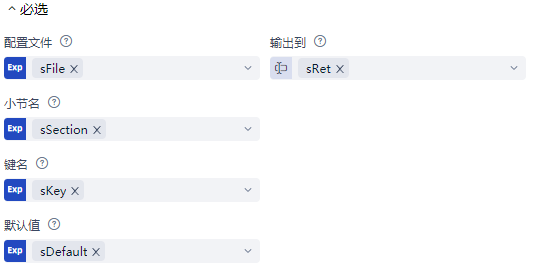 必选
配置文件 ? 输出到 ?
Exp sFile X sRet X
小节名 ?
Exp sSection X
键名 ?
Exp sKey X
默认值 ?
Exp sDefault X